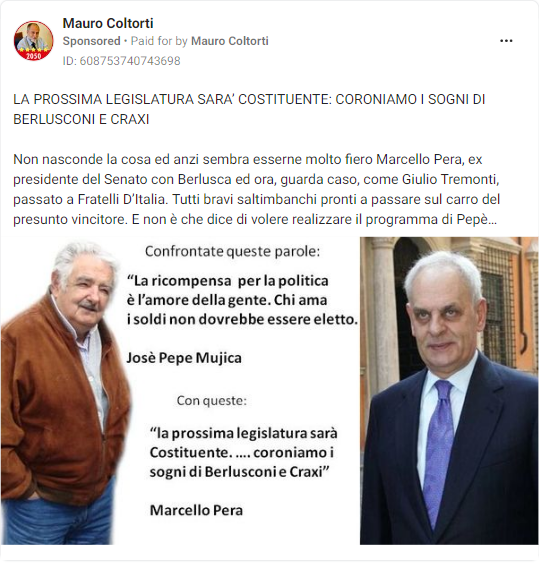 Mauro Coltorti
Sponsored • Paid for by Mauro Coltorti
ID: 608753740743698
LA PROSSIMA LEGISLATURA SARA' COSTITUENTE: CORONIAMO I SOGNI DI
BERLUSCONI E CRAXI
Non nasconde la cosa ed anzi sembra esserne molto fiero Marcello Pera, ex
presidente del Senato con Berlusca ed ora, guarda caso, come Giulio Tremonti,
passato a Fratelli D'Italia. Tutti bravi saltimbanchi pronti a passare sul carro del
presunto vincitore. E non è che dice di volere realizzare il programma di Pepè...
2050
Confrontate queste parole:
"La ricompensa per la politica
è l'amore della gente. Chi ama
i soldi non dovrebbe essere eletto.
Josè Pepe Mujica
Con queste:
"la prossima legislatura sarà
Costituente. .... coroniamo i
sogni di Berlusconi e Craxi"
Marcello Pera